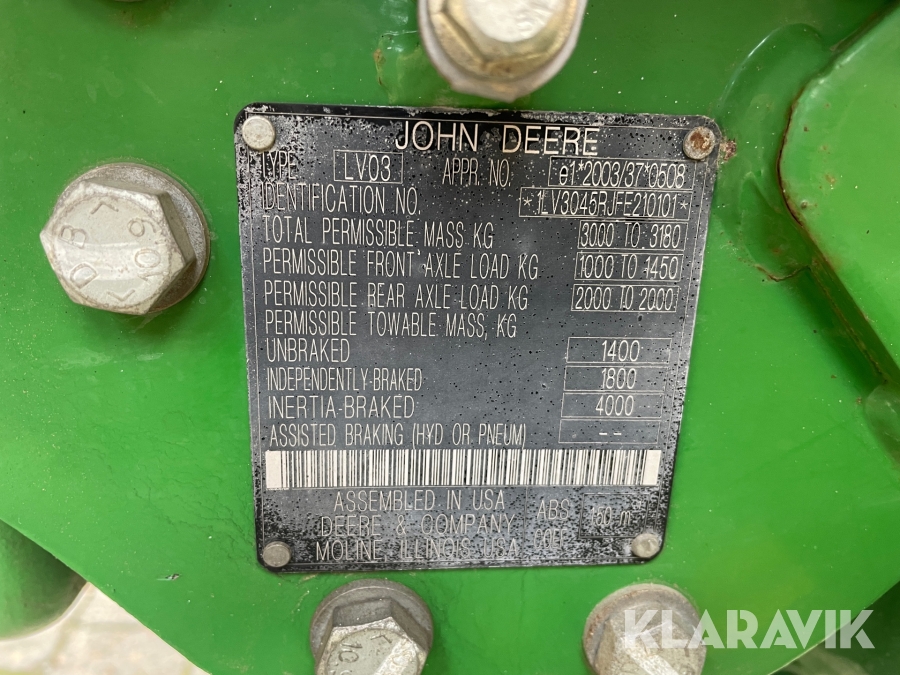 JOHN DEERE
TYPE LV03 APPR. NO. e1*2003/37*0508
IDENTIFICATION NO. *1LV3045RJFE210101*
TOTAL PERMISSIBLE MASS KG 3000 TO 3180
PERMISSIBLE FRONT AXLE LOAD KG 1000 TO 1450
PERMISSIBLE REAR AXLE LOAD KG 2000 TO 2000
PERMISSIBLE TOWABLE MASS, KG
UNBRAKED 1400
INDEPENDENTLY-BRAKED 1800
INERTIA-BRAKED 4000
ASSISTED BRAKING (HYD OR PNEUM) --
ASSEMBLED IN USA
DEERE & COMPANY
MOLINE, ILLINOIS, USA
ABS.
COEF.
KLARAVIK